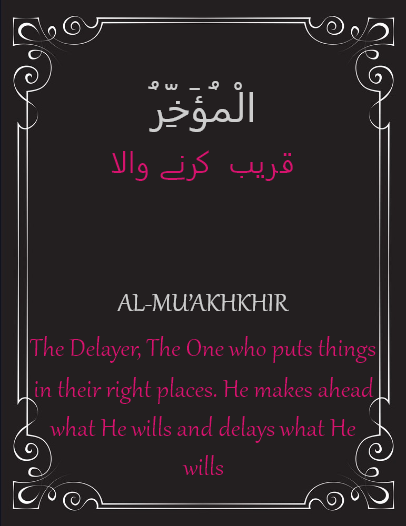 الْمُؤَخِّرُ
قریب کرنے والا
AL-MU'AKHKHIR
The Delayer, The One who puts things
in their right places. He makes ahead
what He wills and delays what He
wills